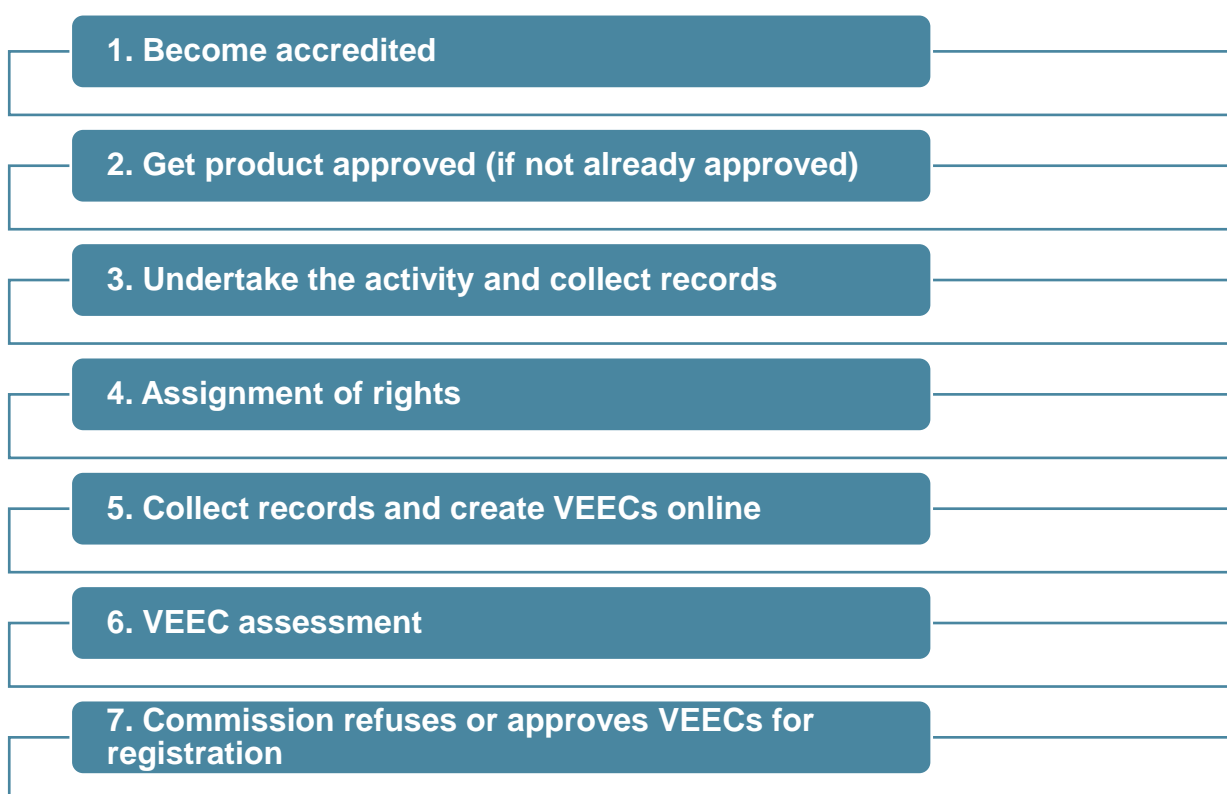 1. Become accredited
2. Get product approved (if not already approved)
3. Undertake the activity and collect records
4. Assignment of rights
5. Collect records and create VEECs online
6. VEEC assessment
7. Commission refuses or approves VEECs for
registration